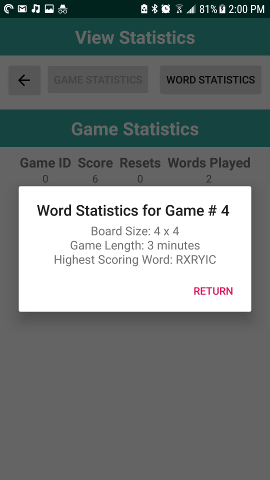 81% 2:00 PM
View Statistics
GAME STATISTICS WORD STATISTICS
Game Statistics
Game ID Score Resets Words Played
0 6 0 2
Word Statistics for Game # 4
Board Size: 4 x 4
Game Length: 3 minutes
Highest Scoring Word: RXRYIC
RETURN